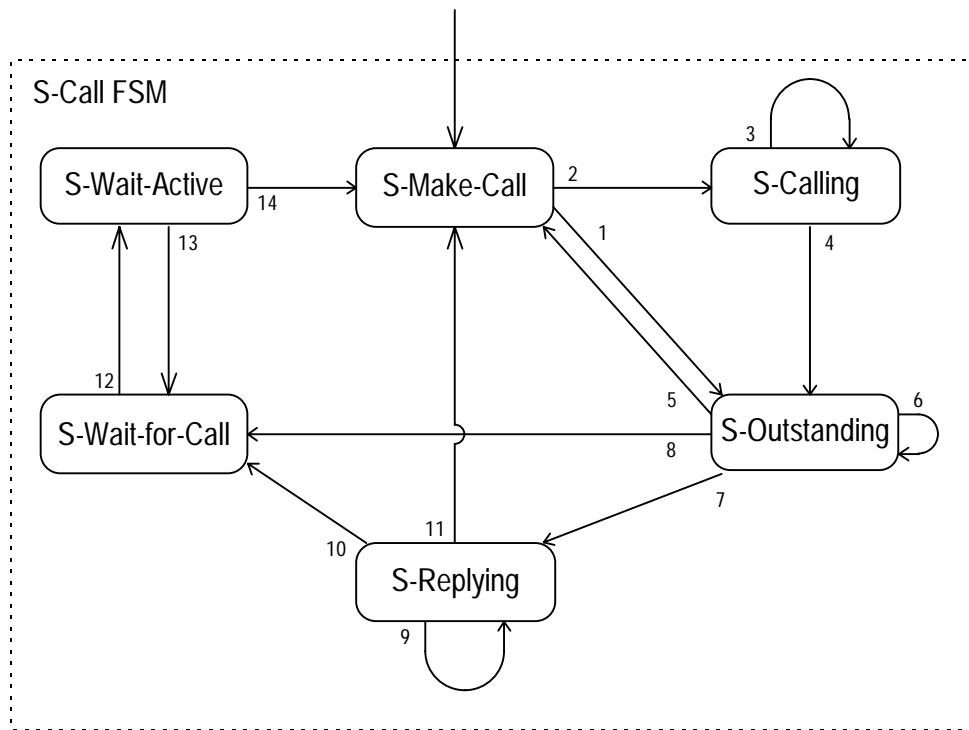 S-Call FSM
3
S-Wait-Active
S-Make-Call
2
S-Calling
14
13
1
4
12
5
6
S-Wait-for-Call
S-Outstanding
8
7
11
10
S-Replying
9